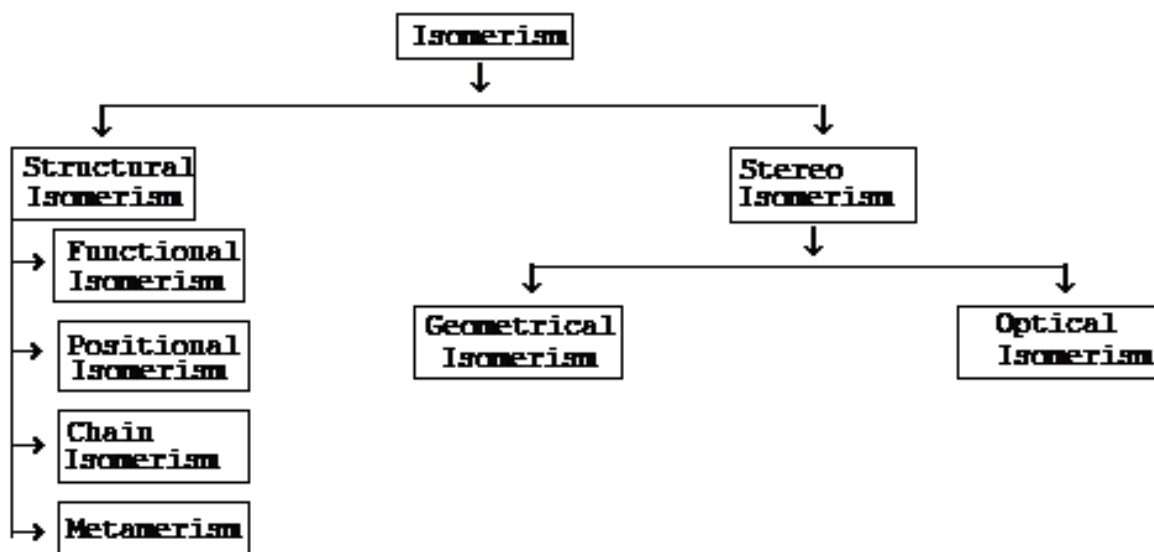 Isomerism
Structural
Isomerism
Stereo
Isomerism
Functional
Isomerism
Positional
Isomerism
Chain
Isomerism
Metamerism
Geometrical
Isomerism
Optical
Isomerism